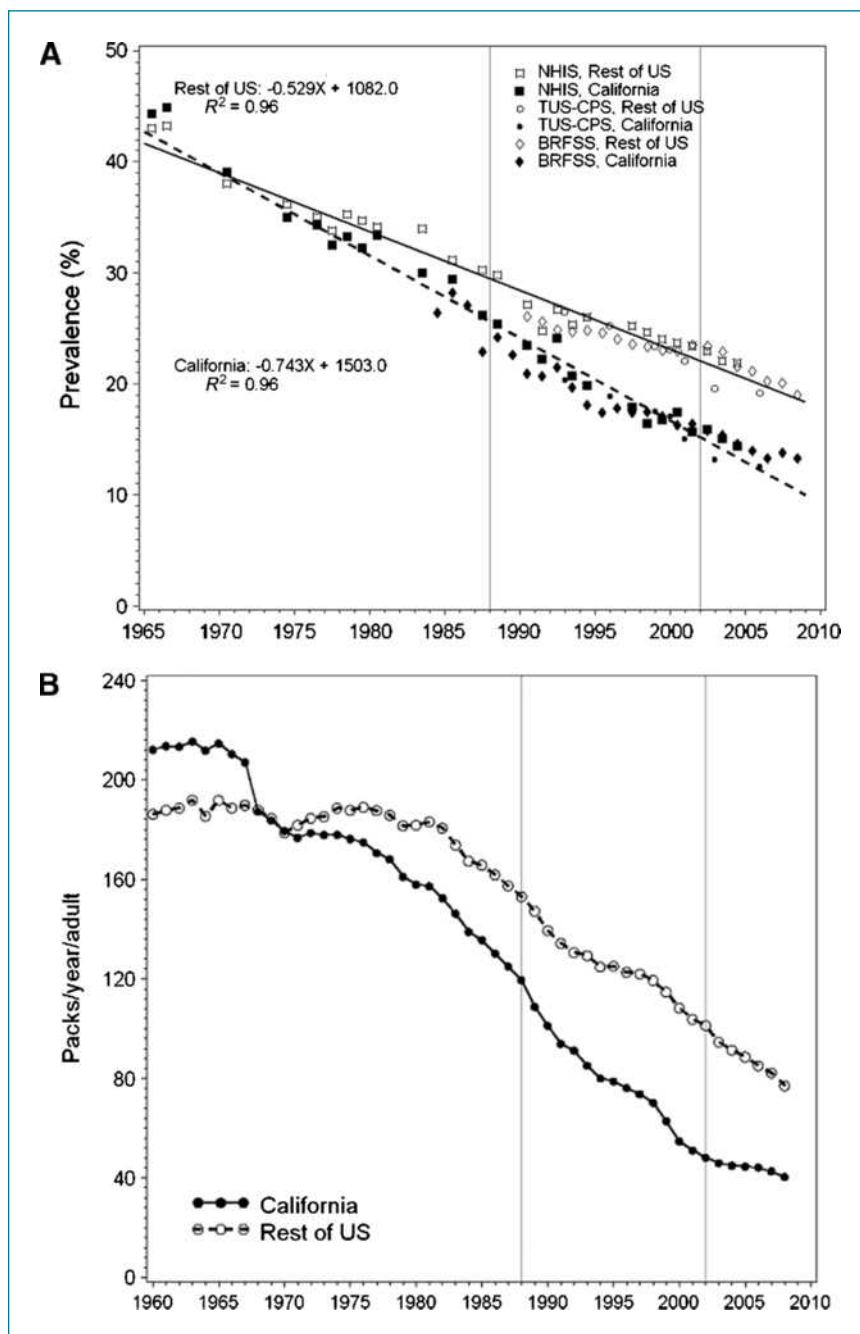 A
Prevalence (%)
50
40
30
20
10
0
Rest of US: -0.529X + 1082.0
R² = 0.96
California: -0.743X + 1503.0
R² = 0.96
NHIS, Rest of US
NHIS, California
TUS-CPS, Rest of US
TUS-CPS, California
BRFSS, Rest of US
BRFSS, California
1965 1970 1975 1980 1985 1990 1995 2000 2005 2010
B
Packs/year/adult
240
200
160
120
80
40
0
California
Rest of US
1960 1965 1970 1975 1980 1985 1990 1995 2000 2005 2010